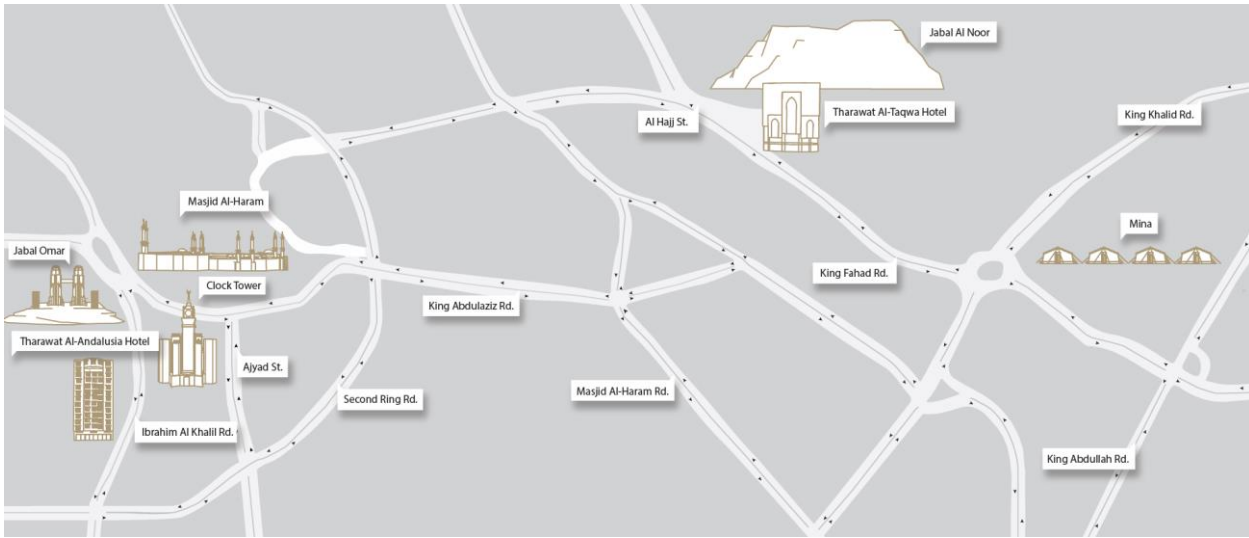 Jabal Al Noor
Tharawat Al-Taqwa Hotel
Al Hajj St.
King Khalid Rd.
Masjid Al-Haram
Mina
Jabal Omar
Clock Tower
King Fahad Rd.
King Abdulaziz Rd.
Tharawat Al-Andalusia Hotel
Ajyad St.
Masjid Al-Haram Rd.
Second Ring Rd.
Ibrahim Al Khalil Rd.
King Abdullah Rd.